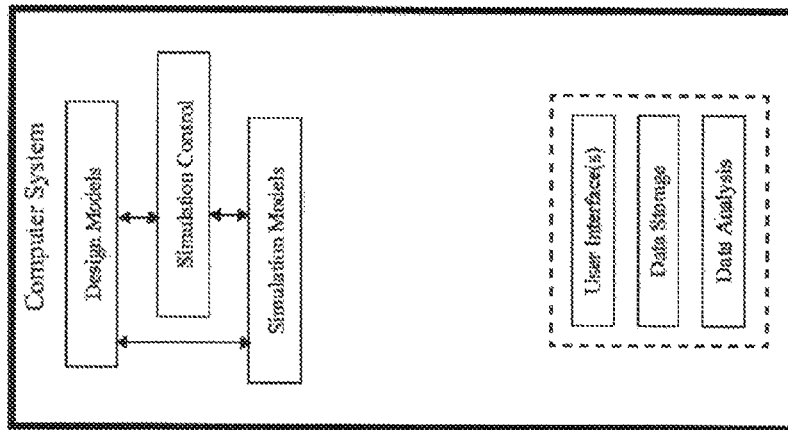 Computer System
Design Models
Simulation Control
Simulation Models
User Interface(s)
Data Storage
Data Analysis